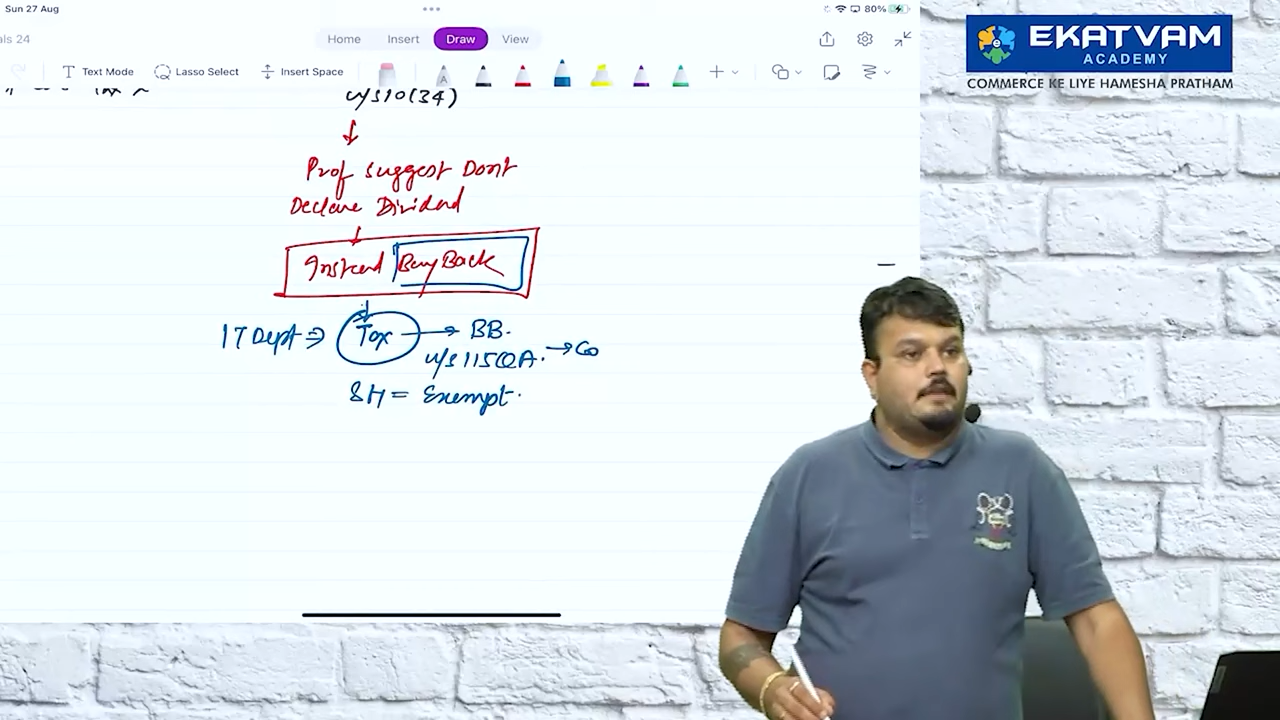 Sun 27 Aug
80%
als 24
Home Insert Draw View
Text Mode Lasso Select Insert Space
EKATVAM
ACADEMY
COMMERCE KE LIYE HAMESHA PRATHAM
u/s 10(34)
Prof suggest Dont
Declare Dividend
Instead Buy Back
IT Dept ⇒ Tax → BB.
u/s 115QA. → Co
SH = Exempt.